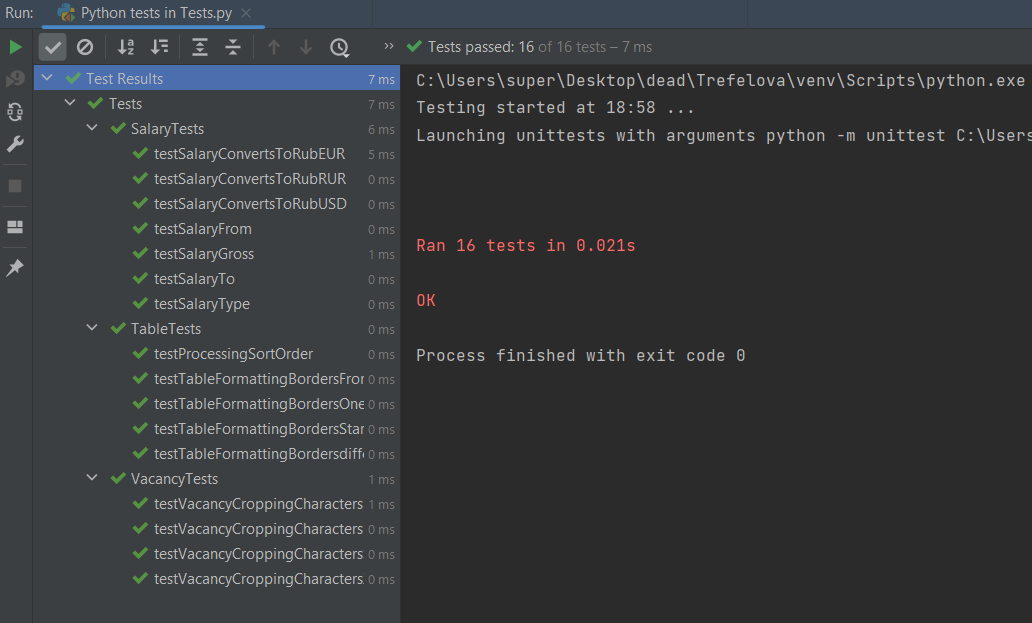 Run: Python tests in Tests.py
Tests passed: 16 of 16 tests – 7 ms
Test Results 7 ms
Tests 7 ms
SalaryTests 6 ms
testSalaryConvertsToRubEUR 5 ms
testSalaryConvertsToRubRUR 0 ms
testSalaryConvertsToRubUSD 0 ms
testSalaryFrom 0 ms
testSalaryGross 1 ms
testSalaryTo 0 ms
testSalaryType 0 ms
TableTests 0 ms
testProcessingSortOrder 0 ms
testTableFormattingBordersFror 0 ms
testTableFormattingBordersOne 0 ms
testTableFormattingBordersStar 0 ms
testTableFormattingBordersdiff 0 ms
VacancyTests 1 ms
testVacancyCroppingCharacters 1 ms
testVacancyCroppingCharacters 0 ms
testVacancyCroppingCharacters 0 ms
testVacancyCroppingCharacters 0 ms
C:\Users\super\Desktop\dead\Trefelova\venv\Scripts\python.exe
Testing started at 18:58 ...
Launching unittests with arguments python -m unittest C:\Users
Ran 16 tests in 0.021s
OK
Process finished with exit code 0